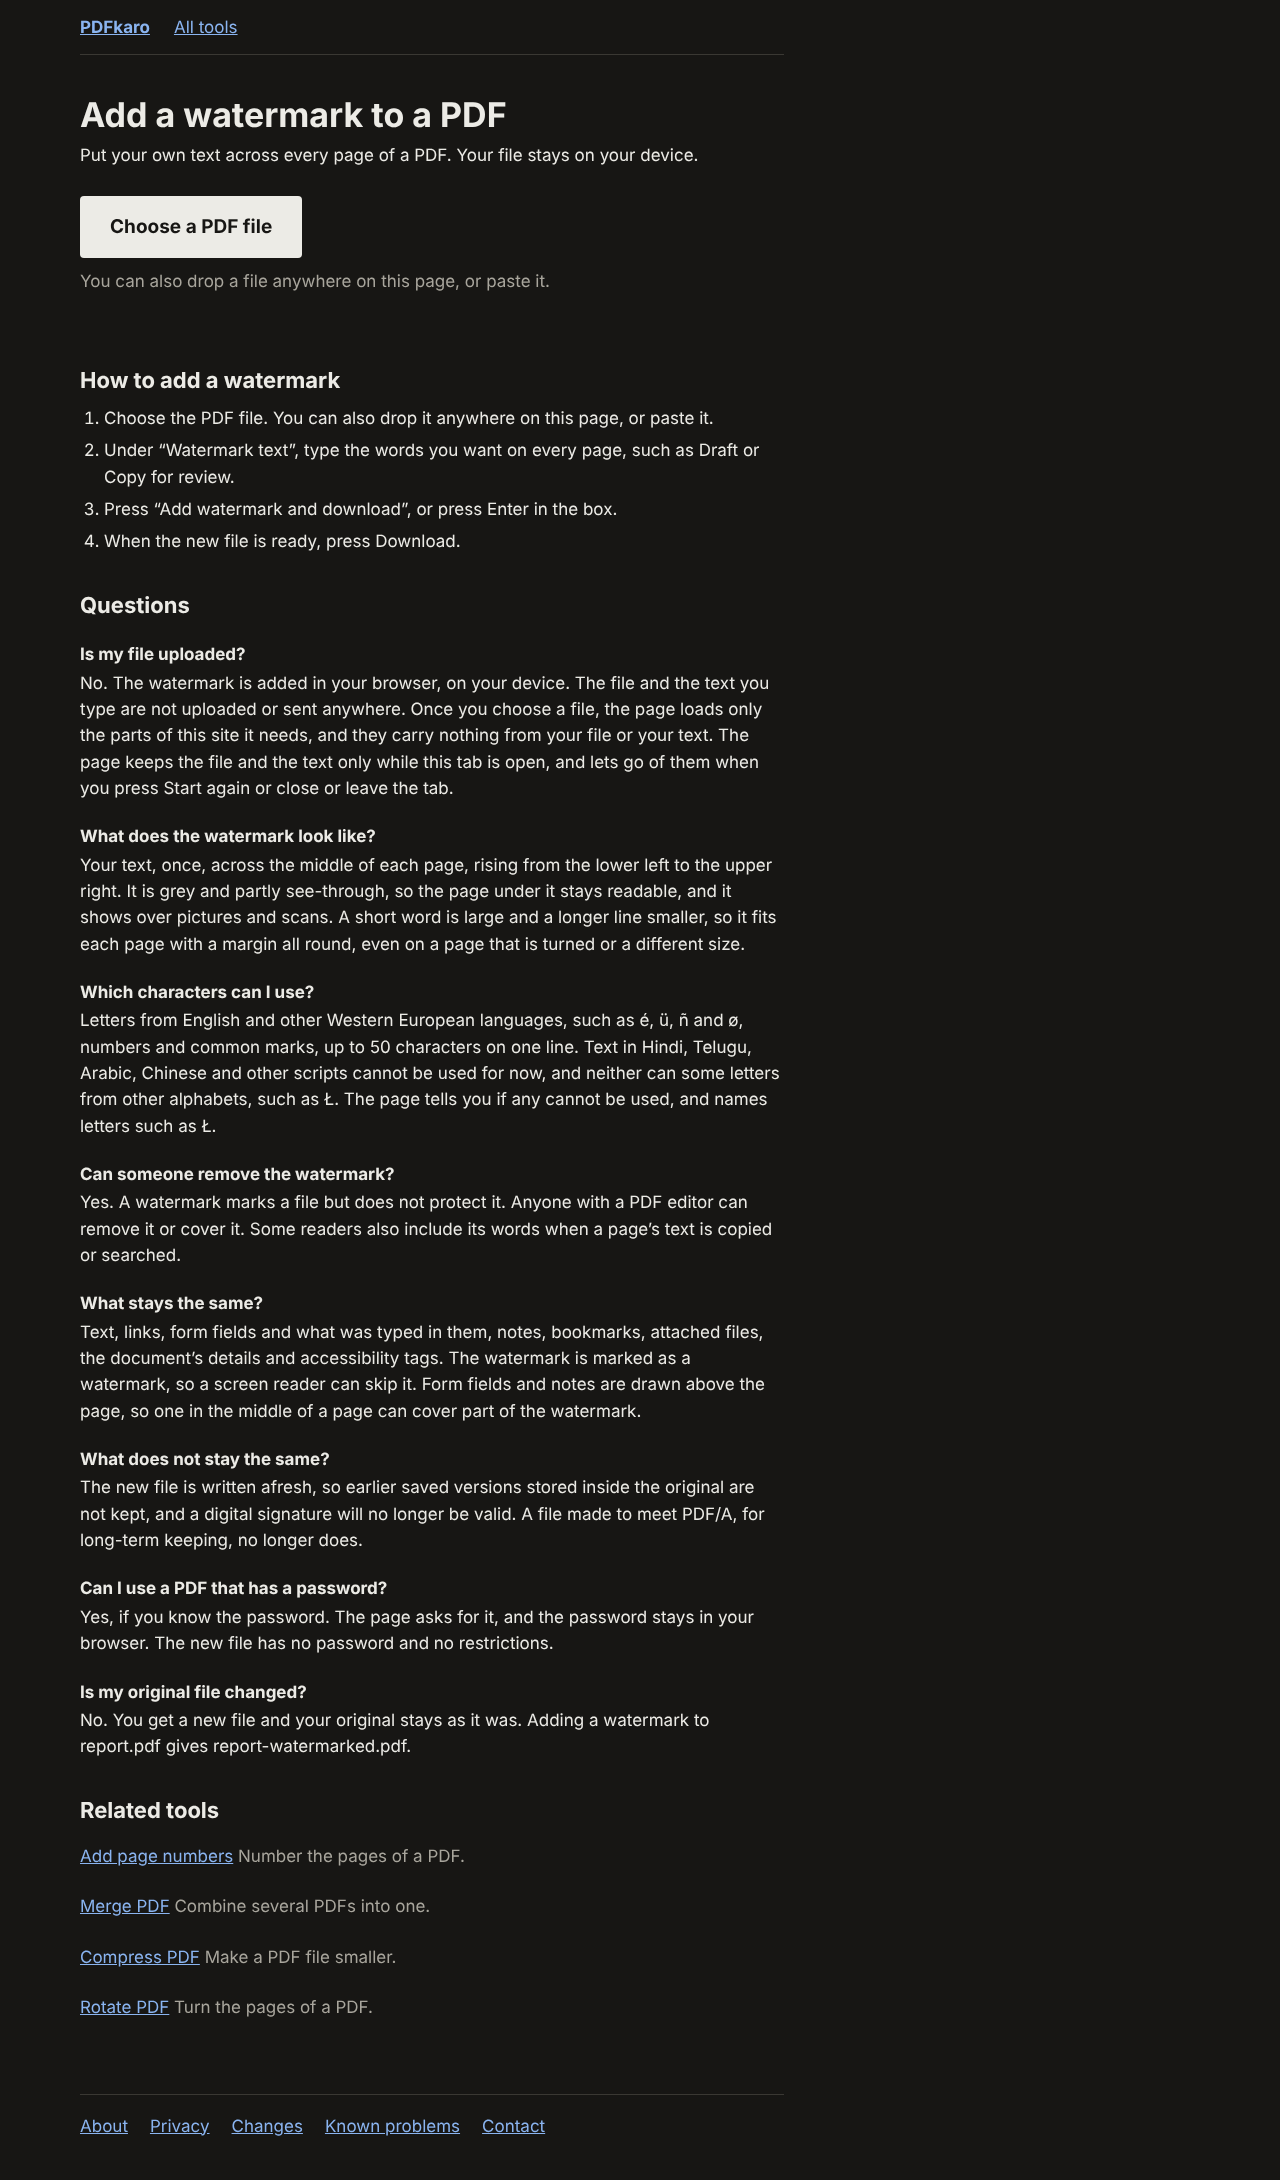 PDFkaro All tools
Add a watermark to a PDF
Put your own text across every page of a PDF. Your file stays on your device.
Choose a PDF file
You can also drop a file anywhere on this page, or paste it.
How to add a watermark
1. Choose the PDF file. You can also drop it anywhere on this page, or paste it.
2. Under “Watermark text”, type the words you want on every page, such as Draft or
Copy for review.
3. Press “Add watermark and download”, or press Enter in the box.
4. When the new file is ready, press Download.
Questions
Is my file uploaded?
No. The watermark is added in your browser, on your device. The file and the text you
type are not uploaded or sent anywhere. Once you choose a file, the page loads only
the parts of this site it needs, and they carry nothing from your file or your text. The
page keeps the file and the text only while this tab is open, and lets go of them when
you press Start again or close or leave the tab.
What does the watermark look like?
Your text, once, across the middle of each page, rising from the lower left to the upper
right. It is grey and partly see-through, so the page under it stays readable, and it
shows over pictures and scans. A short word is large and a longer line smaller, so it fits
each page with a margin all round, even on a page that is turned or a different size.
Which characters can I use?
Letters from English and other Western European languages, such as é, ü, ñ and ø,
numbers and common marks, up to 50 characters on one line. Text in Hindi, Telugu,
Arabic, Chinese and other scripts cannot be used for now, and neither can some letters
from other alphabets, such as Ł. The page tells you if any cannot be used, and names
letters such as Ł.
Can someone remove the watermark?
Yes. A watermark marks a file but does not protect it. Anyone with a PDF editor can
remove it or cover it. Some readers also include its words when a page’s text is copied
or searched.
What stays the same?
Text, links, form fields and what was typed in them, notes, bookmarks, attached files,
the document’s details and accessibility tags. The watermark is marked as a
watermark, so a screen reader can skip it. Form fields and notes are drawn above the
page, so one in the middle of a page can cover part of the watermark.
What does not stay the same?
The new file is written afresh, so earlier saved versions stored inside the original are
not kept, and a digital signature will no longer be valid. A file made to meet PDF/A, for
long-term keeping, no longer does.
Can I use a PDF that has a password?
Yes, if you know the password. The page asks for it, and the password stays in your
browser. The new file has no password and no restrictions.
Is my original file changed?
No. You get a new file and your original stays as it was. Adding a watermark to
report.pdf gives report-watermarked.pdf.
Related tools
Add page numbers Number the pages of a PDF.
Merge PDF Combine several PDFs into one.
Compress PDF Make a PDF file smaller.
Rotate PDF Turn the pages of a PDF.
About Privacy Changes Known problems Contact